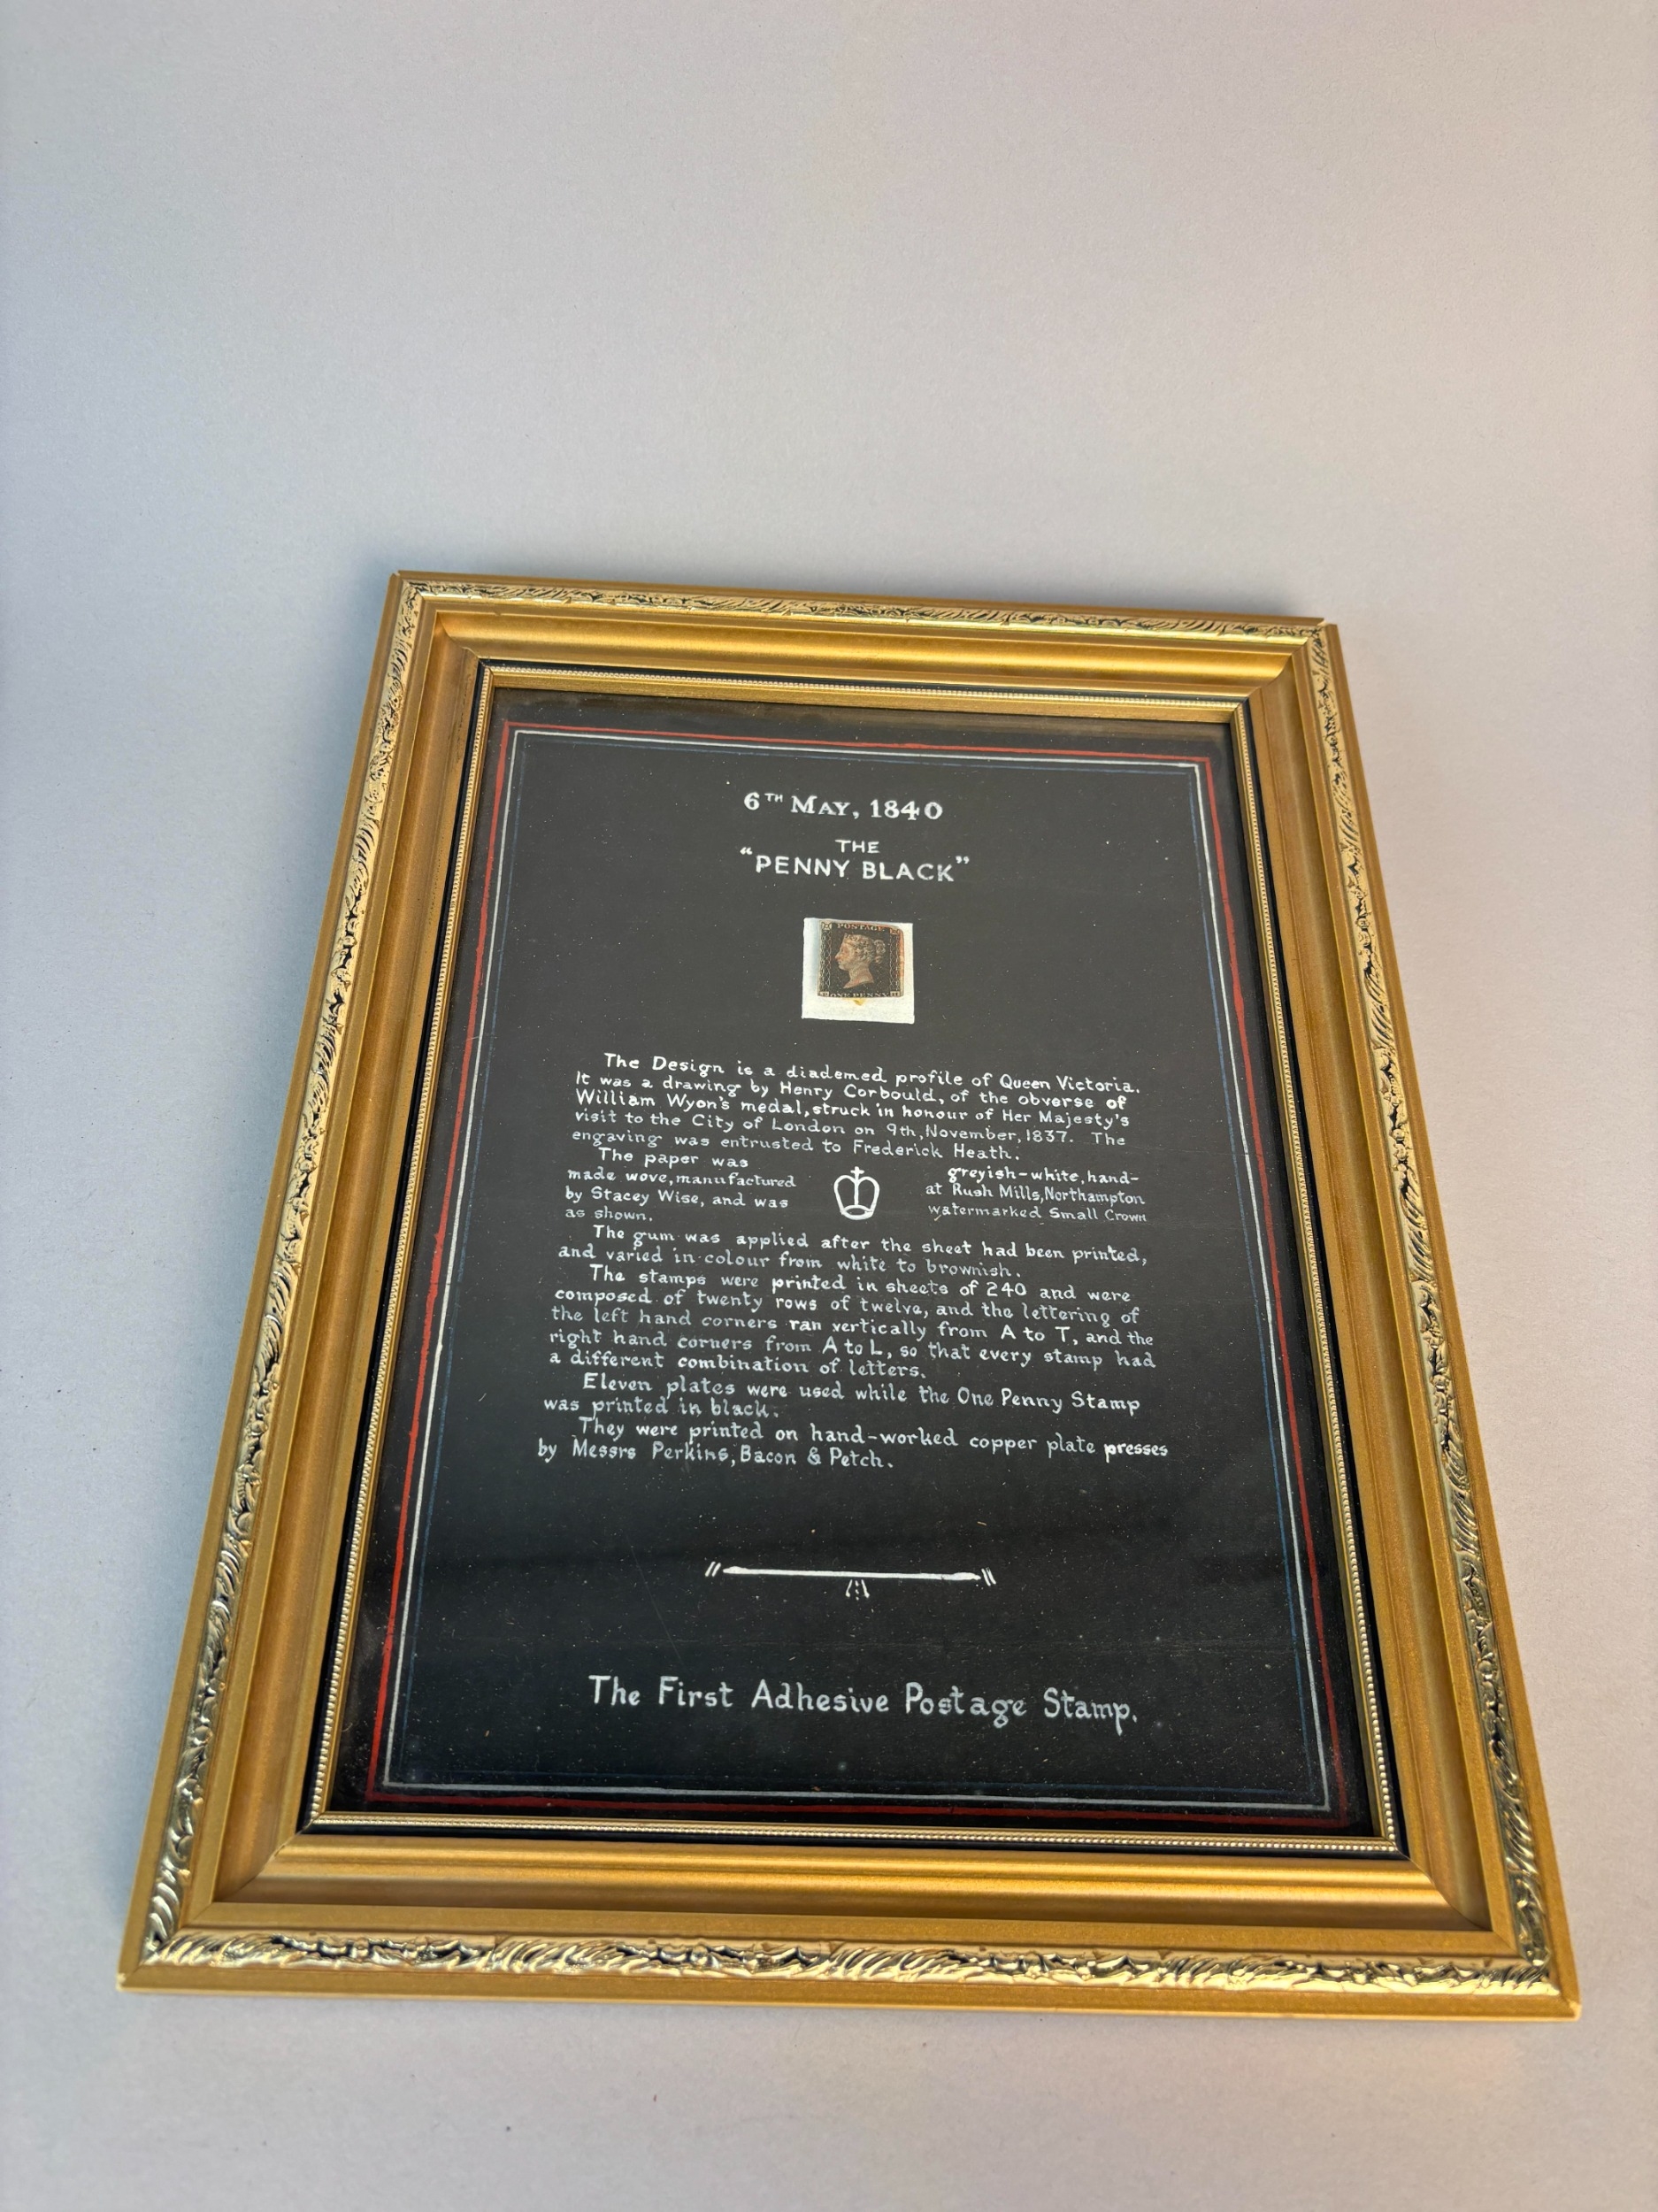 6TH MAY, 1840
THE
"PENNY BLACK"
POSTAGE
ONE PENNY
The Design is a diademed profile of Queen Victoria.
It was a drawing by Henry Corbould, of the obverse of
William Wyon's medal, struck in honour of Her Majesty's
visit to the City of London on 9th, November, 1837. The
engraving was entrusted to Frederick Heath.
The paper was greyish-white, hand-
made wove, manufactured at Rush Mills, Northampton
by Stacey Wise, and was watermarked Small Crown
as shown.
The gum was applied after the sheet had been printed,
and varied in colour from white to brownish.
The stamps were printed in sheets of 240 and were
composed of twenty rows of twelve, and the lettering of
the left hand corners ran vertically from A to T, and the
right hand corners from A to L, so that every stamp had
a different combination of letters.
Eleven plates were used while the One Penny Stamp
was printed in black.
They were printed on hand-worked copper plate presses
by Messrs Perkins, Bacon & Petch.
The First Adhesive Postage Stamp.